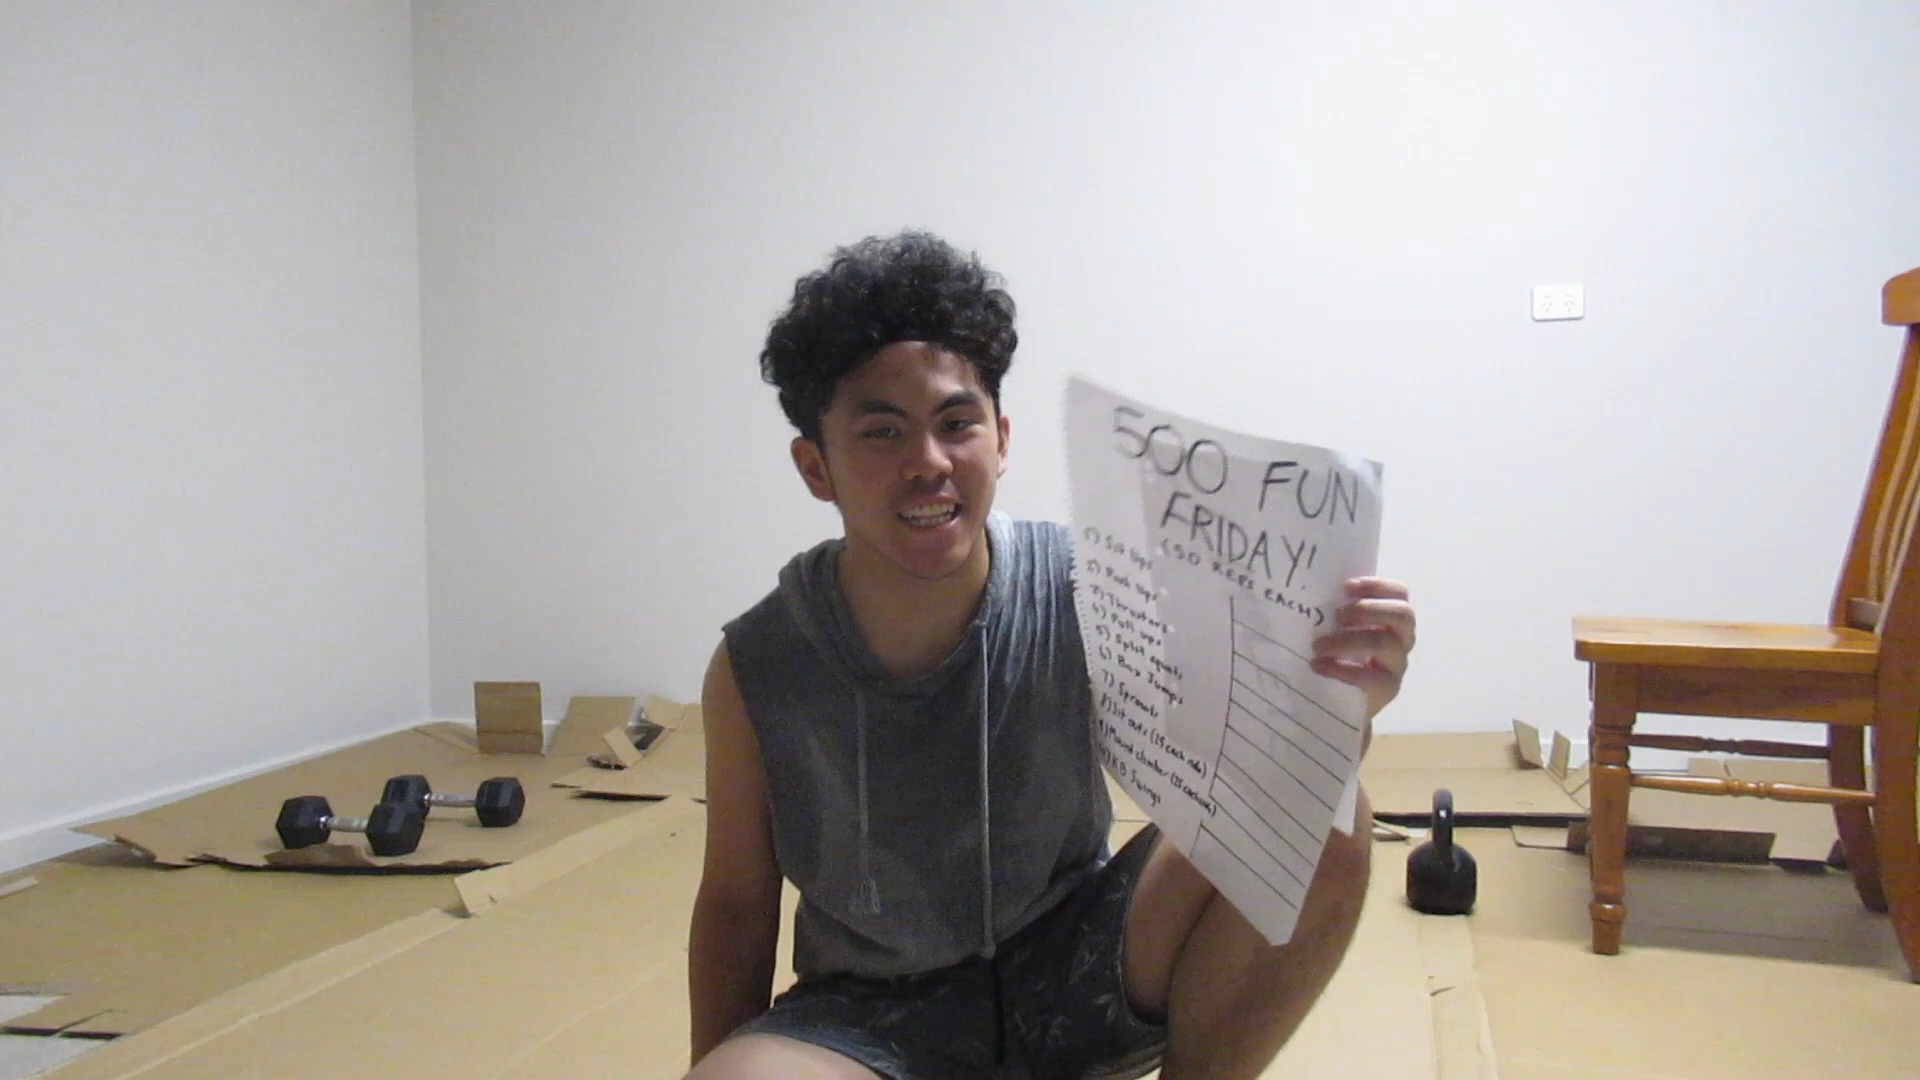 500 FUN
FRIDAY!
(50 REPS EACH)
1) Sit Ups
2) Push Ups
3) Thrusters
4) Pull ups
5) Split squats
6) Box Jumps
7) Sprawls
8) Sit outs (25 each side)
9) Mount climber (25 each side)
10) KB Swings